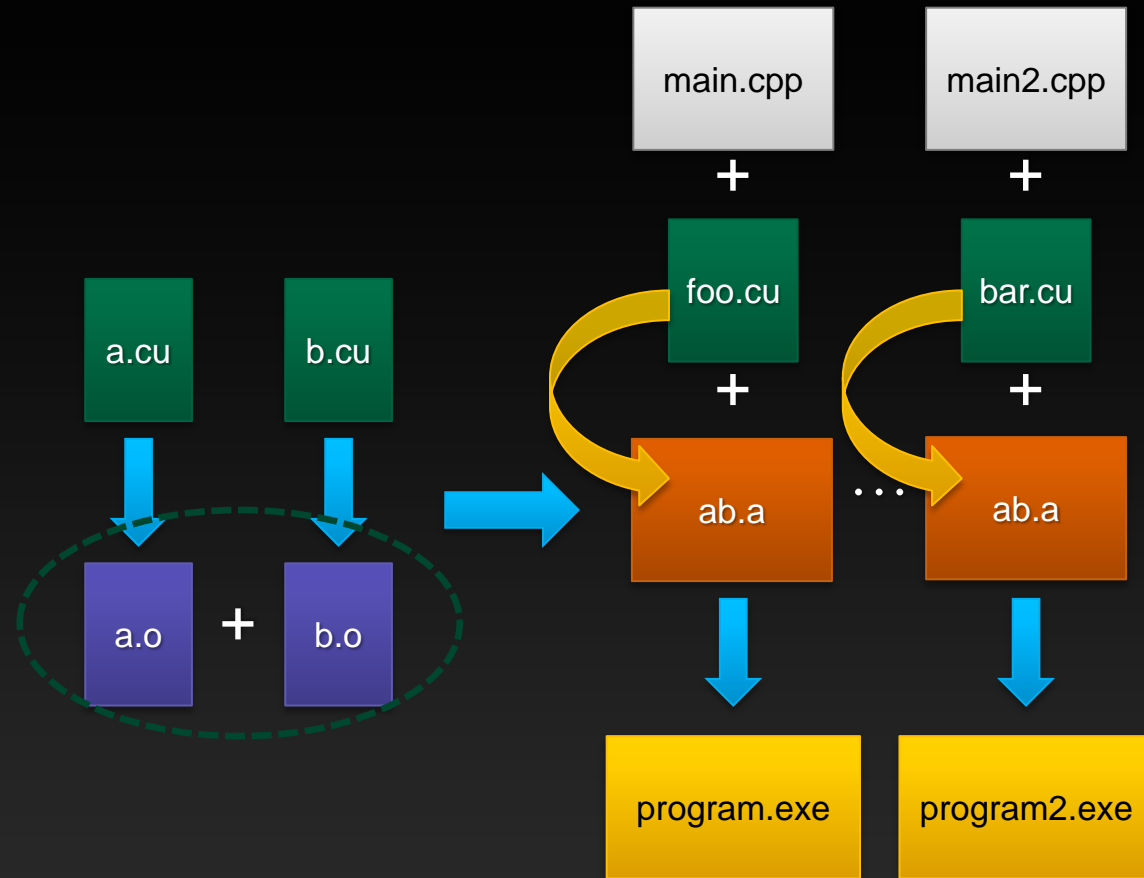 main.cpp
main2.cpp
+
+
foo.cu
bar.cu
a.cu
b.cu
+
+
ab.a
...
ab.a
a.o
+
b.o
program.exe
program2.exe